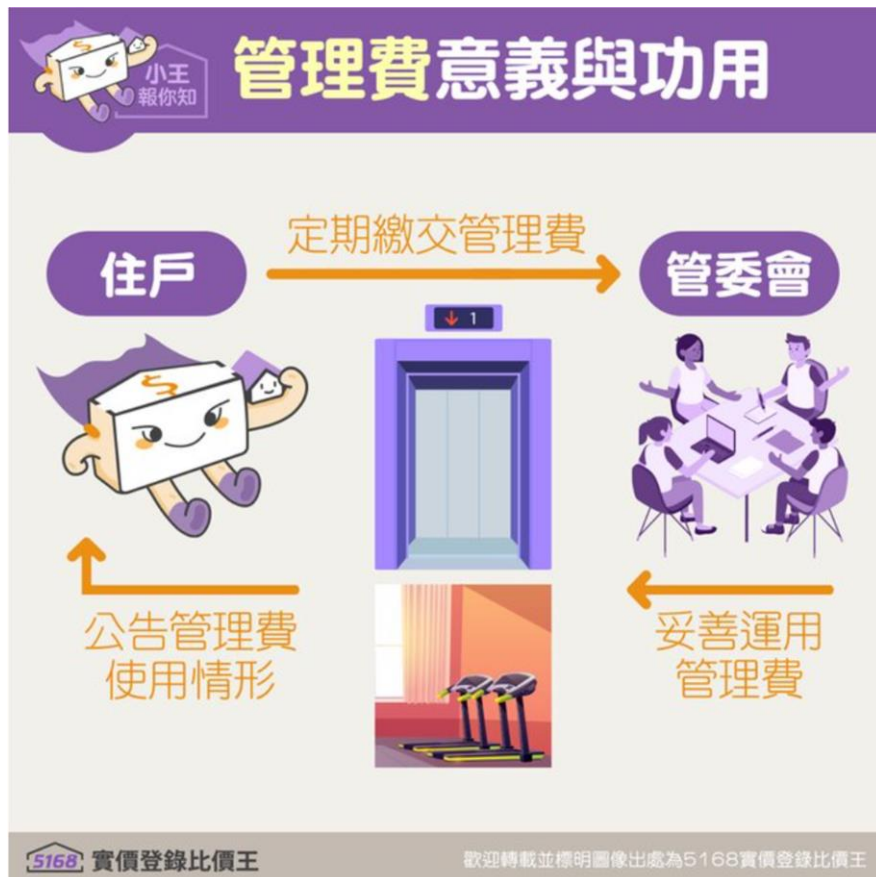 小王
報你知
管理費意義與功用
定期繳交管理費
住戶
管委會
1
公告管理費
使用情形
妥善運用
管理費
5168 實價登錄比價王
歡迎轉載並標明圖像出處為5168實價登錄比價王